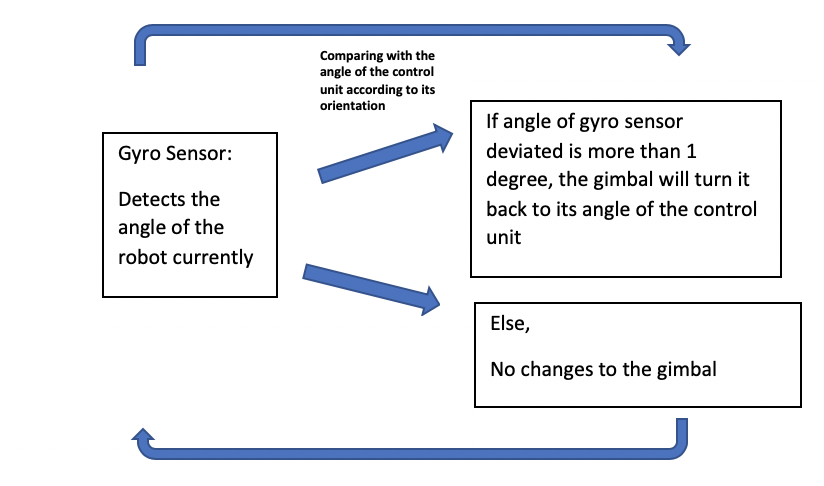 Comparing with the
angle of the control
unit according to its
orientation
Gyro Sensor:
Detects the
angle of the
robot currently
If angle of gyro sensor
deviated is more than 1
degree, the gimbal will turn it
back to its angle of the control
unit
Else,
No changes to the gimbal